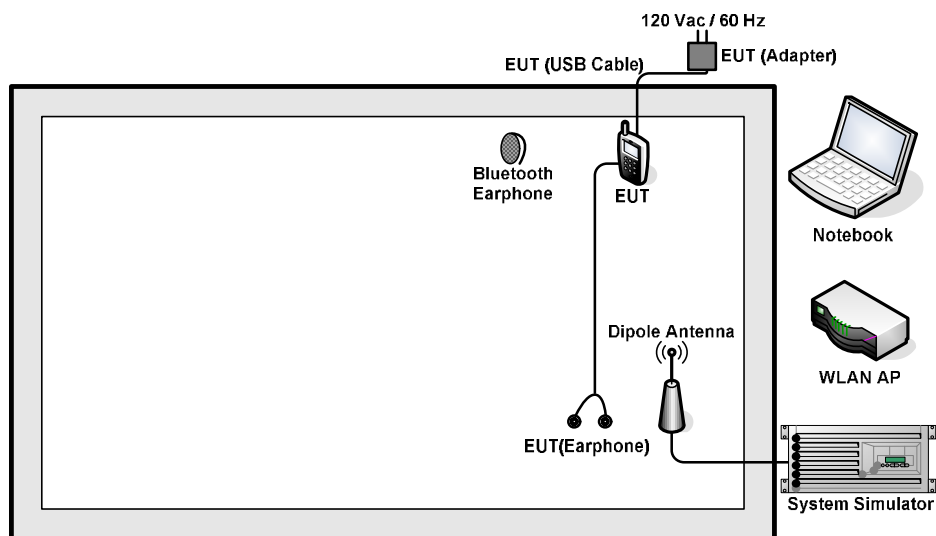 120 Vac / 60 Hz
EUT (Adapter)
EUT (USB Cable)
Bluetooth
Earphone
EUT
Notebook
Dipole Antenna
WLAN AP
EUT(Earphone)
System Simulator